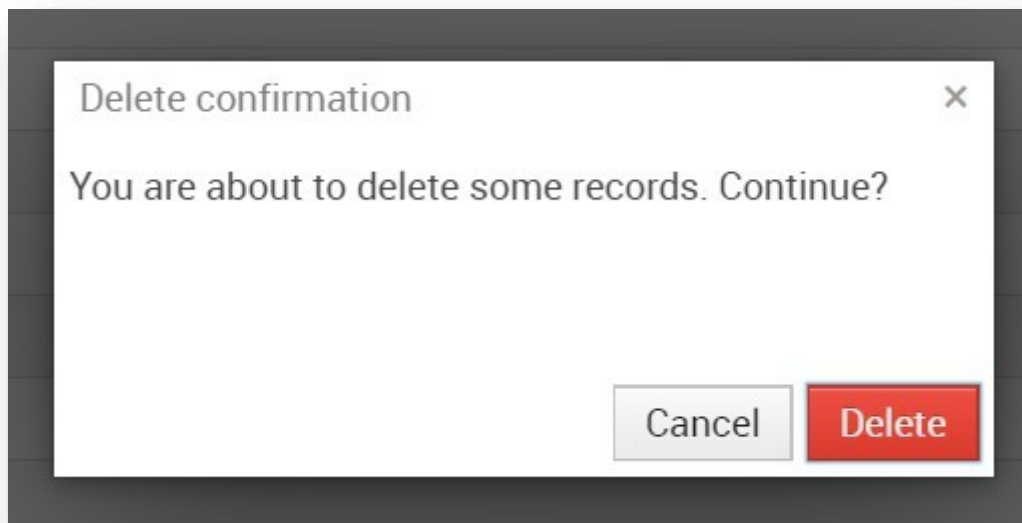 Delete confirmation ×
You are about to delete some records. Continue?
Cancel Delete